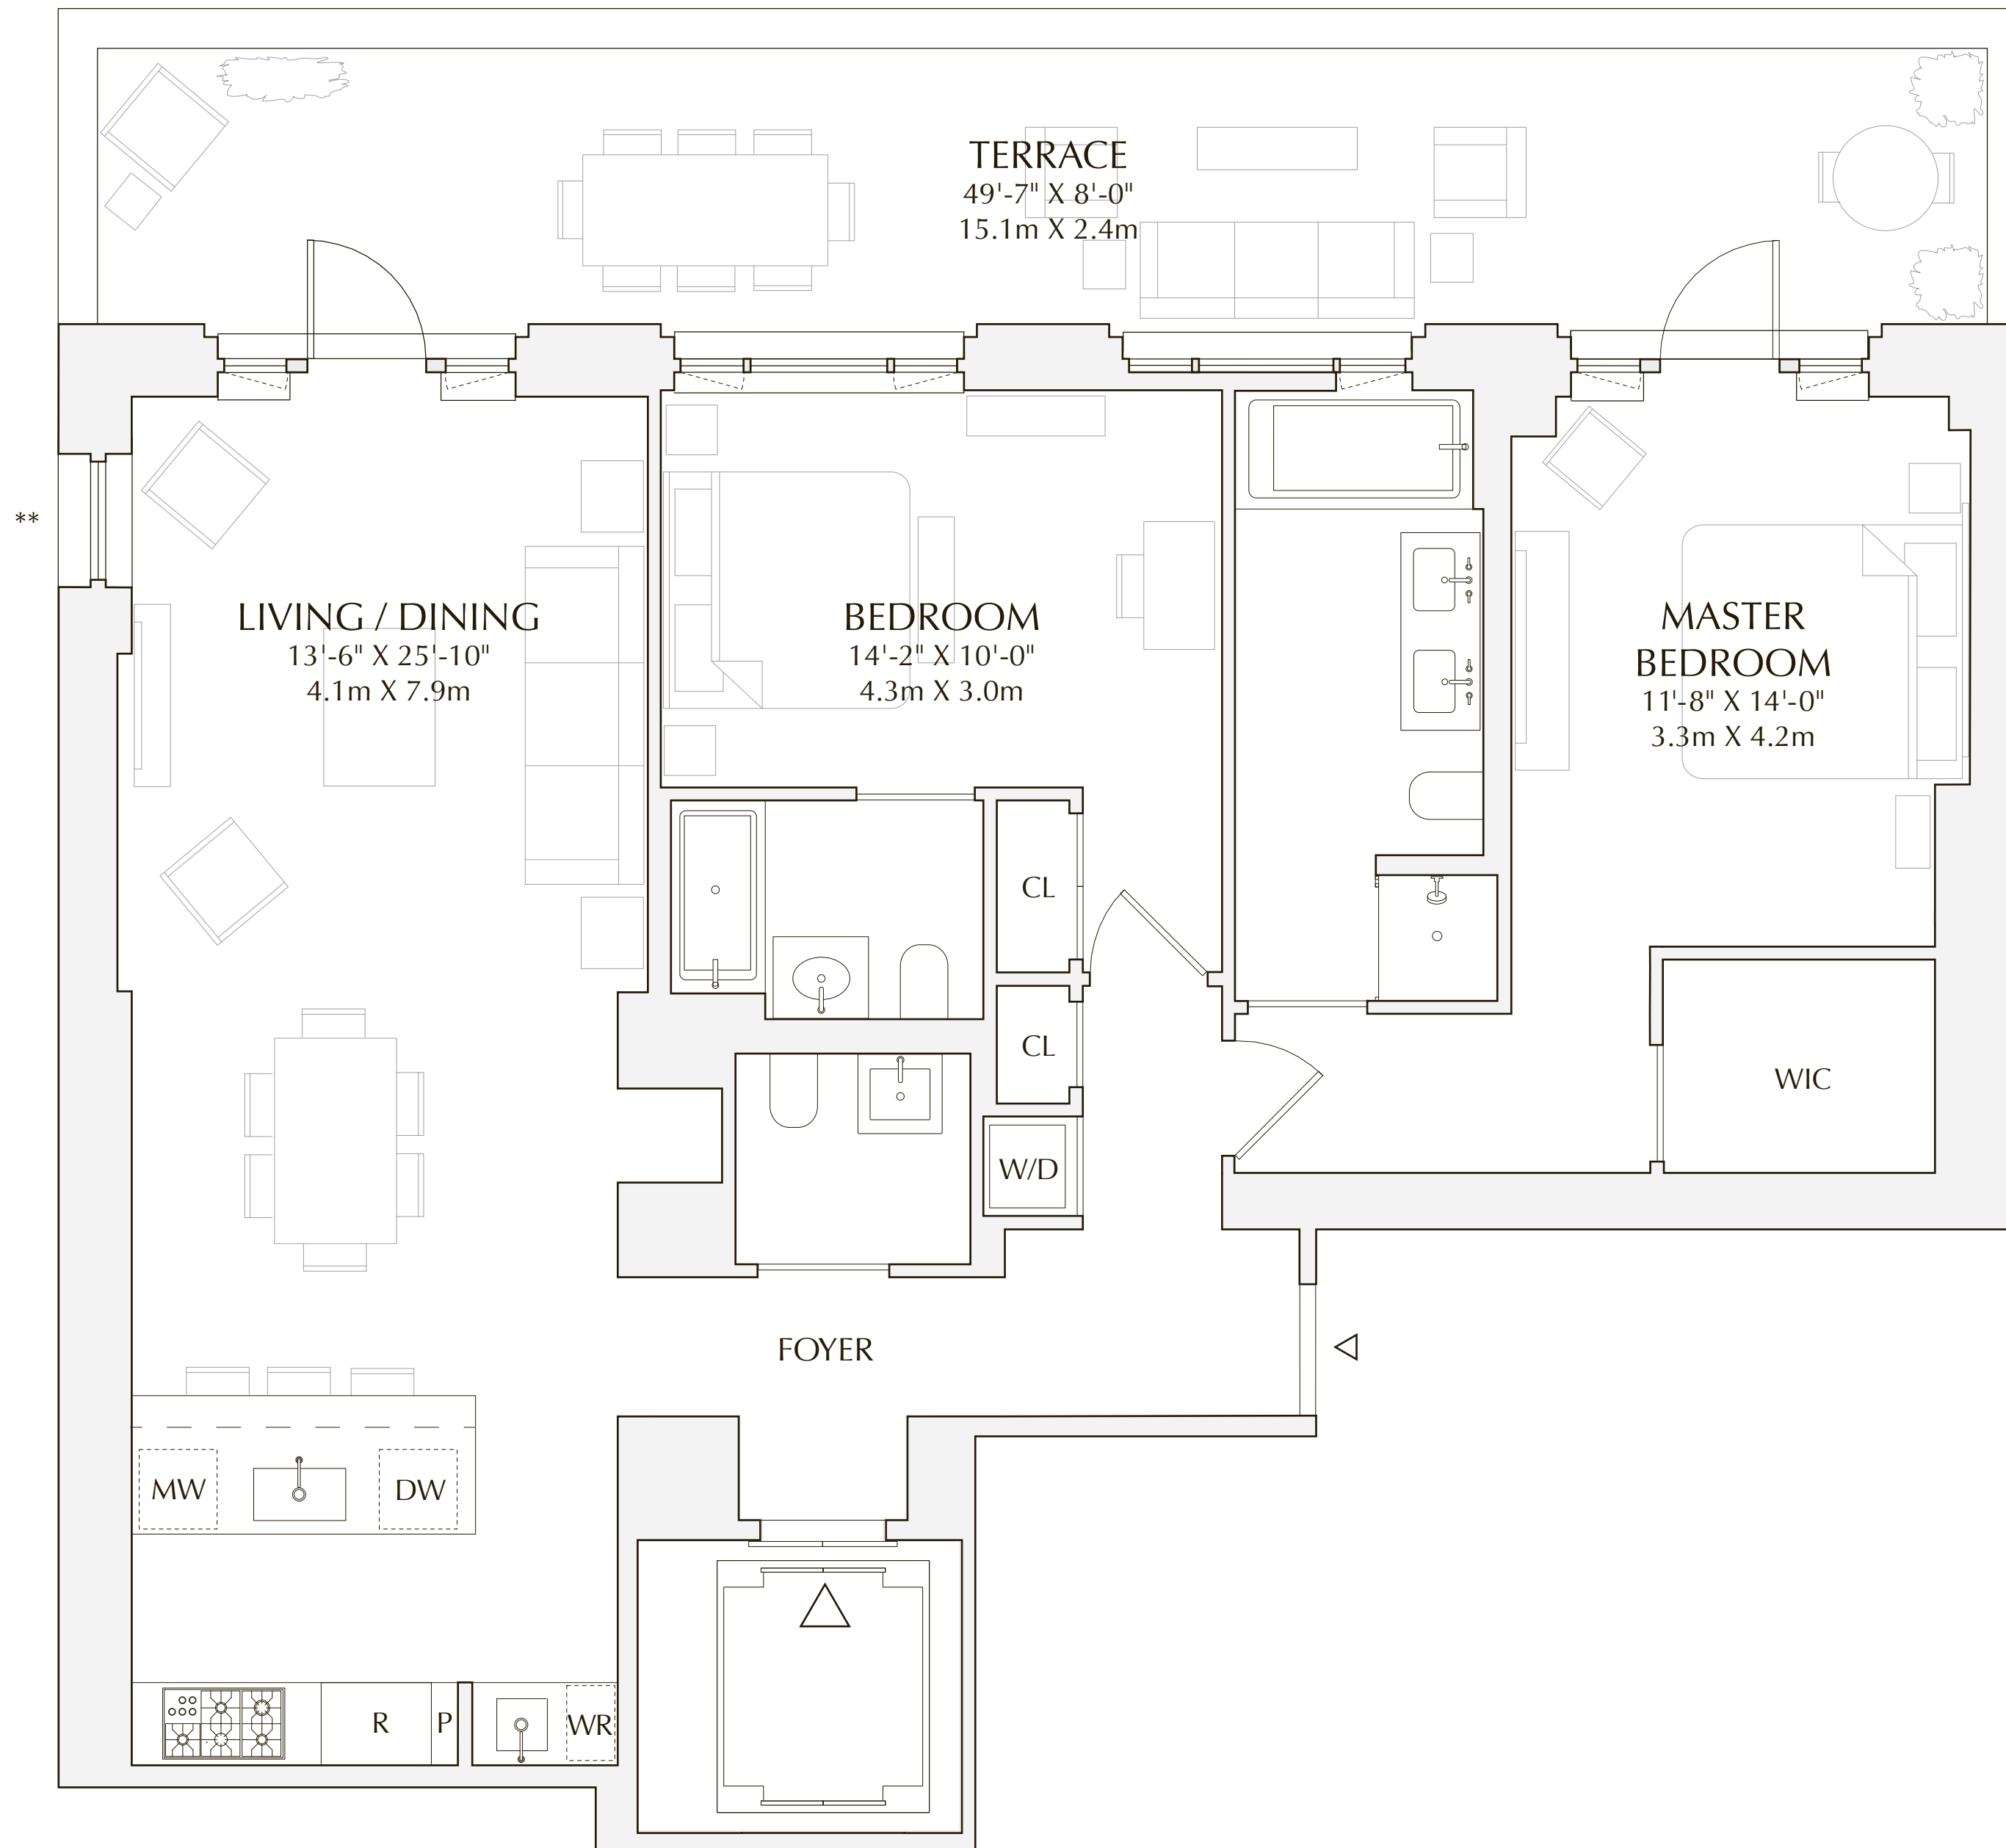 TERRACE
49'-7" X 8'-0"
15.1m X 2.4m
**
LIVING / DINING
13'-6" X 25'-10"
4.1m X 7.9m
BEDROOM
14'-2" X 10'-0"
4.3m X 3.0m
MASTER
BEDROOM
11'-8" X 14'-0"
3.3m X 4.2m
CL
CL
WIC
W/D
FOYER
MW
DW
R
P
WR